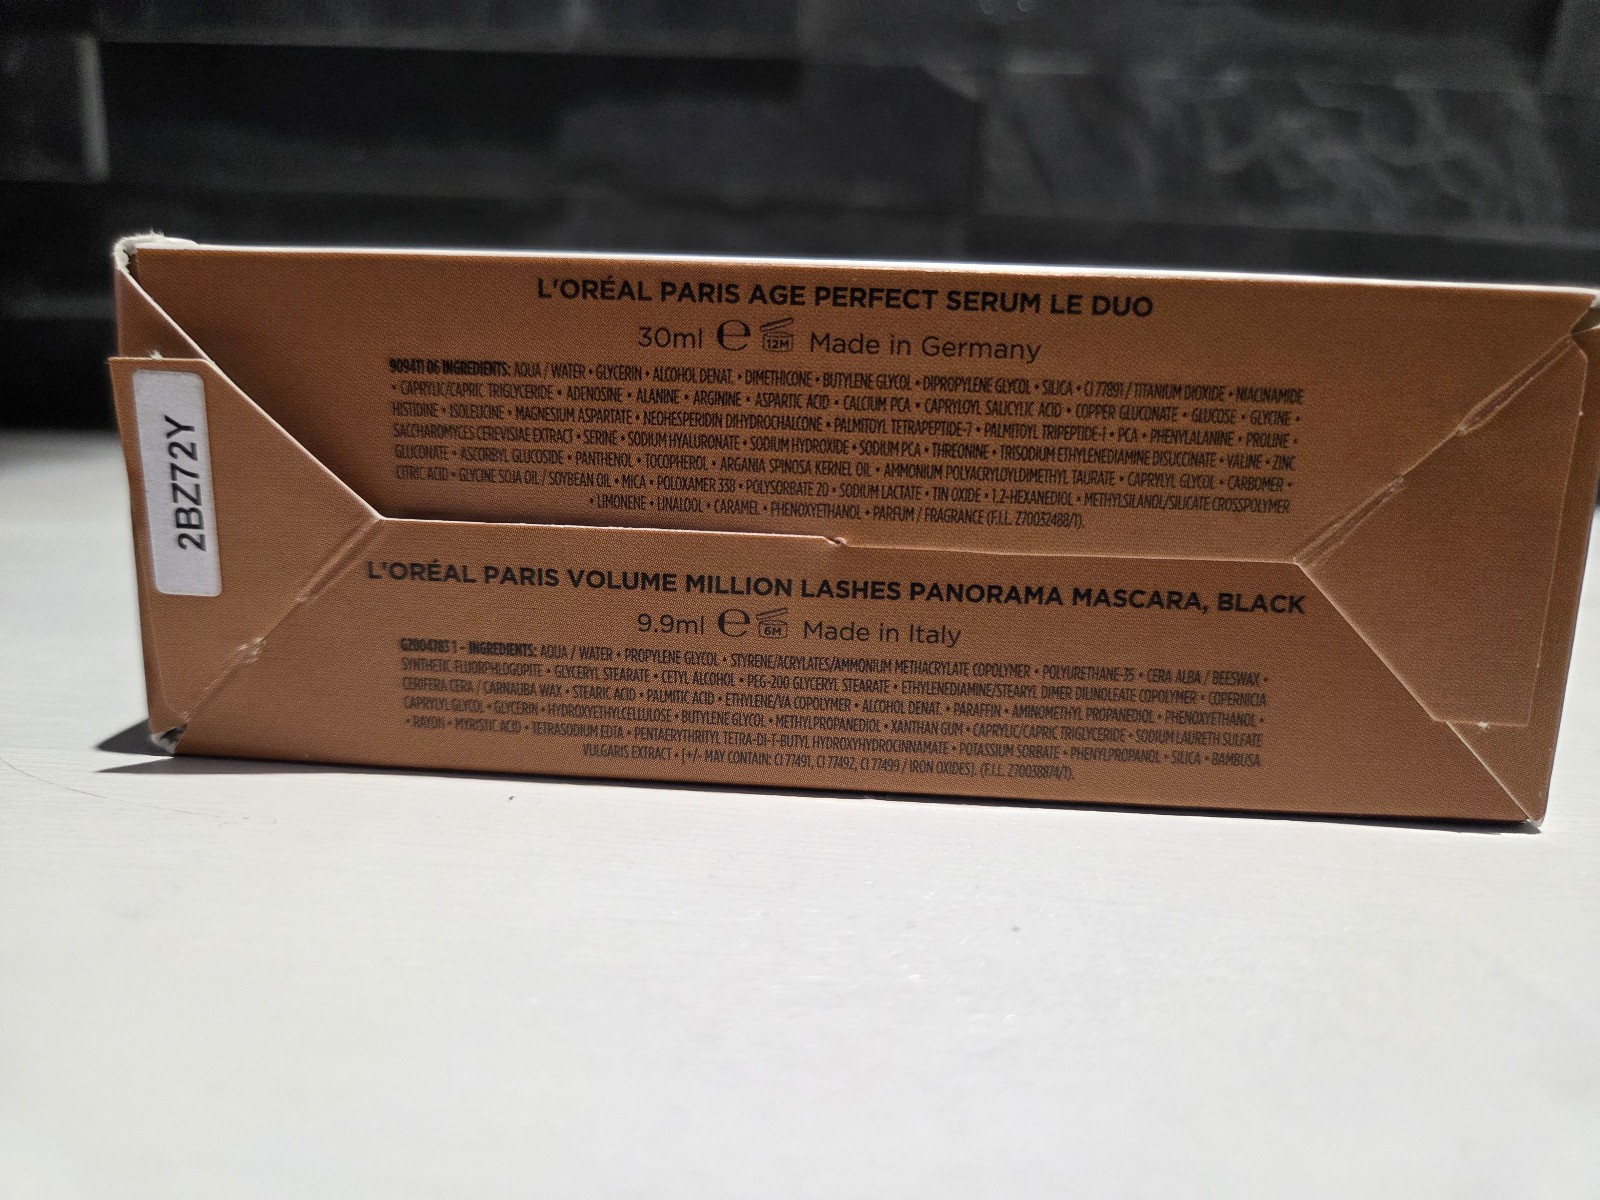 L'ORÉAL PARIS AGE PERFECT SERUM LE DUO
30ml ℮ 12M Made in Germany
909411 06 INGREDIENTS: AQUA / WATER • GLYCERIN • ALCOHOL DENAT. • DIMETHICONE • BUTYLENE GLYCOL • DIPROPYLENE GLYCOL • SILICA • CI 77891 / TITANIUM DIOXIDE • NIACINAMIDE
• CAPRYLIC/CAPRIC TRIGLYCERIDE • ADENOSINE • ALANINE • ARGININE • ASPARTIC ACID • CALCIUM PCA • CAPRYLOYL SALICYLIC ACID • COPPER GLUCONATE • GLUCOSE • GLYCINE •
HISTIDINE • ISOLEUCINE • MAGNESIUM ASPARTATE • NEOHESPERIDIN DIHYDROCHALCONE • PALMITOYL TETRAPEPTIDE-7 • PALMITOYL TRIPEPTIDE-1 • PCA • PHENYLALANINE • PROLINE •
SACCHAROMYCES CEREVISIAE EXTRACT • SERINE • SODIUM HYALURONATE • SODIUM HYDROXIDE • SODIUM PCA • THREONINE • TRISODIUM ETHYLENEDIAMINE DISUCCINATE • VALINE • ZINC
GLUCONATE • ASCORBYL GLUCOSIDE • PANTHENOL • TOCOPHEROL • ARGANIA SPINOSA KERNEL OIL • AMMONIUM POLYACRYLOYLDIMETHYL TAURATE • CAPRYLYL GLYCOL • CARBOMER •
CITRIC ACID • GLYCINE SOJA OIL / SOYBEAN OIL • MICA • POLOXAMER 338 • POLYSORBATE 20 • SODIUM LACTATE • TIN OXIDE • 1,2-HEXANEDIOL • METHYLSILANOL/SILICATE CROSSPOLYMER
• LIMONENE • LINALOOL • CARAMEL • PHENOXYETHANOL • PARFUM / FRAGRANCE (F.I.L. Z70032488/1).
2BZ72Y
L'ORÉAL PARIS VOLUME MILLION LASHES PANORAMA MASCARA, BLACK
9.9ml ℮ 6M Made in Italy
G2004783 1 - INGREDIENTS: AQUA / WATER • PROPYLENE GLYCOL • STYRENE/ACRYLATES/AMMONIUM METHACRYLATE COPOLYMER • POLYURETHANE-35 • CERA ALBA / BEESWAX •
SYNTHETIC FLUORPHLOGOPITE • GLYCERYL STEARATE • CETYL ALCOHOL • PEG-200 GLYCERYL STEARATE • ETHYLENEDIAMINE/STEARYL DIMER DILINOLEATE COPOLYMER • COPERNICIA
CERIFERA CERA / CARNAUBA WAX • STEARIC ACID • PALMITIC ACID • ETHYLENE/VA COPOLYMER • ALCOHOL DENAT. • PARAFFIN • AMINOMETHYL PROPANEDIOL • PHENOXYETHANOL •
CAPRYLYL GLYCOL • GLYCERIN • HYDROXYETHYLCELLULOSE • BUTYLENE GLYCOL • METHYLPROPANEDIOL • XANTHAN GUM • CAPRYLIC/CAPRIC TRIGLYCERIDE • SODIUM LAURETH SULFATE
• RAYON • MYRISTIC ACID • TETRASODIUM EDTA • PENTAERYTHRITYL TETRA-DI-T-BUTYL HYDROXYHYDROCINNAMATE • POTASSIUM SORBATE • PHENYLPROPANOL • SILICA • BAMBUSA
VULGARIS EXTRACT • [+/- MAY CONTAIN: CI 77491, CI 77492, CI 77499 / IRON OXIDES]. (F.I.L. Z70038874/1).